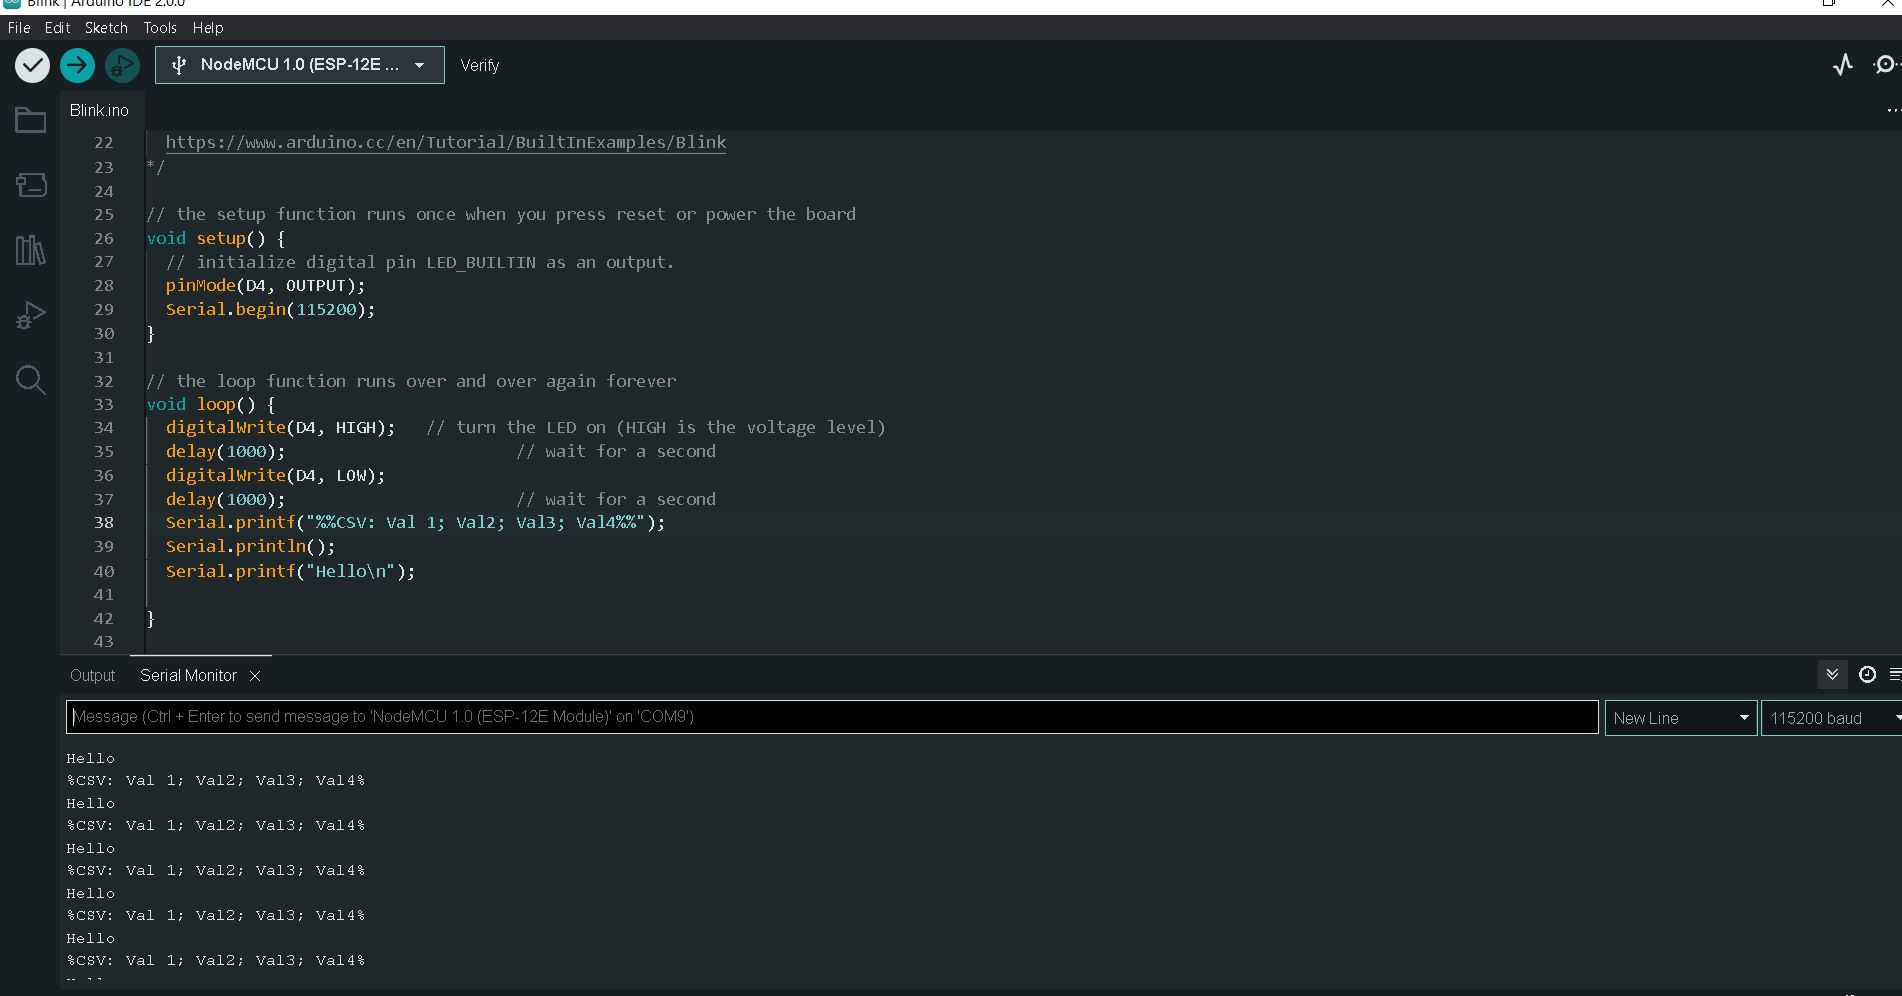 Blink | Arduino IDE 2.0.0
File Edit Sketch Tools Help
NodeMCU 1.0 (ESP-12E ... Verify
Blink.ino
22 https://www.arduino.cc/en/Tutorial/BuiltInExamples/Blink
23 */
24
25 // the setup function runs once when you press reset or power the board
26 void setup() {
27 // initialize digital pin LED_BUILTIN as an output.
28 pinMode(D4, OUTPUT);
29 Serial.begin(115200);
30 }
31
32 // the loop function runs over and over again forever
33 void loop() {
34 digitalWrite(D4, HIGH); // turn the LED on (HIGH is the voltage level)
35 delay(1000); // wait for a second
36 digitalWrite(D4, LOW);
37 delay(1000); // wait for a second
38 Serial.printf("%%CSV: Val 1; Val2; Val3; Val4%%");
39 Serial.println();
40 Serial.printf("Hello\n");
41
42 }
43
Output Serial Monitor
Message (Ctrl + Enter to send message to 'NodeMCU 1.0 (ESP-12E Module)' on 'COM9') New Line 115200 baud
Hello
%CSV: Val 1; Val2; Val3; Val4%
Hello
%CSV: Val 1; Val2; Val3; Val4%
Hello
%CSV: Val 1; Val2; Val3; Val4%
Hello
%CSV: Val 1; Val2; Val3; Val4%
Hello
%CSV: Val 1; Val2; Val3; Val4%